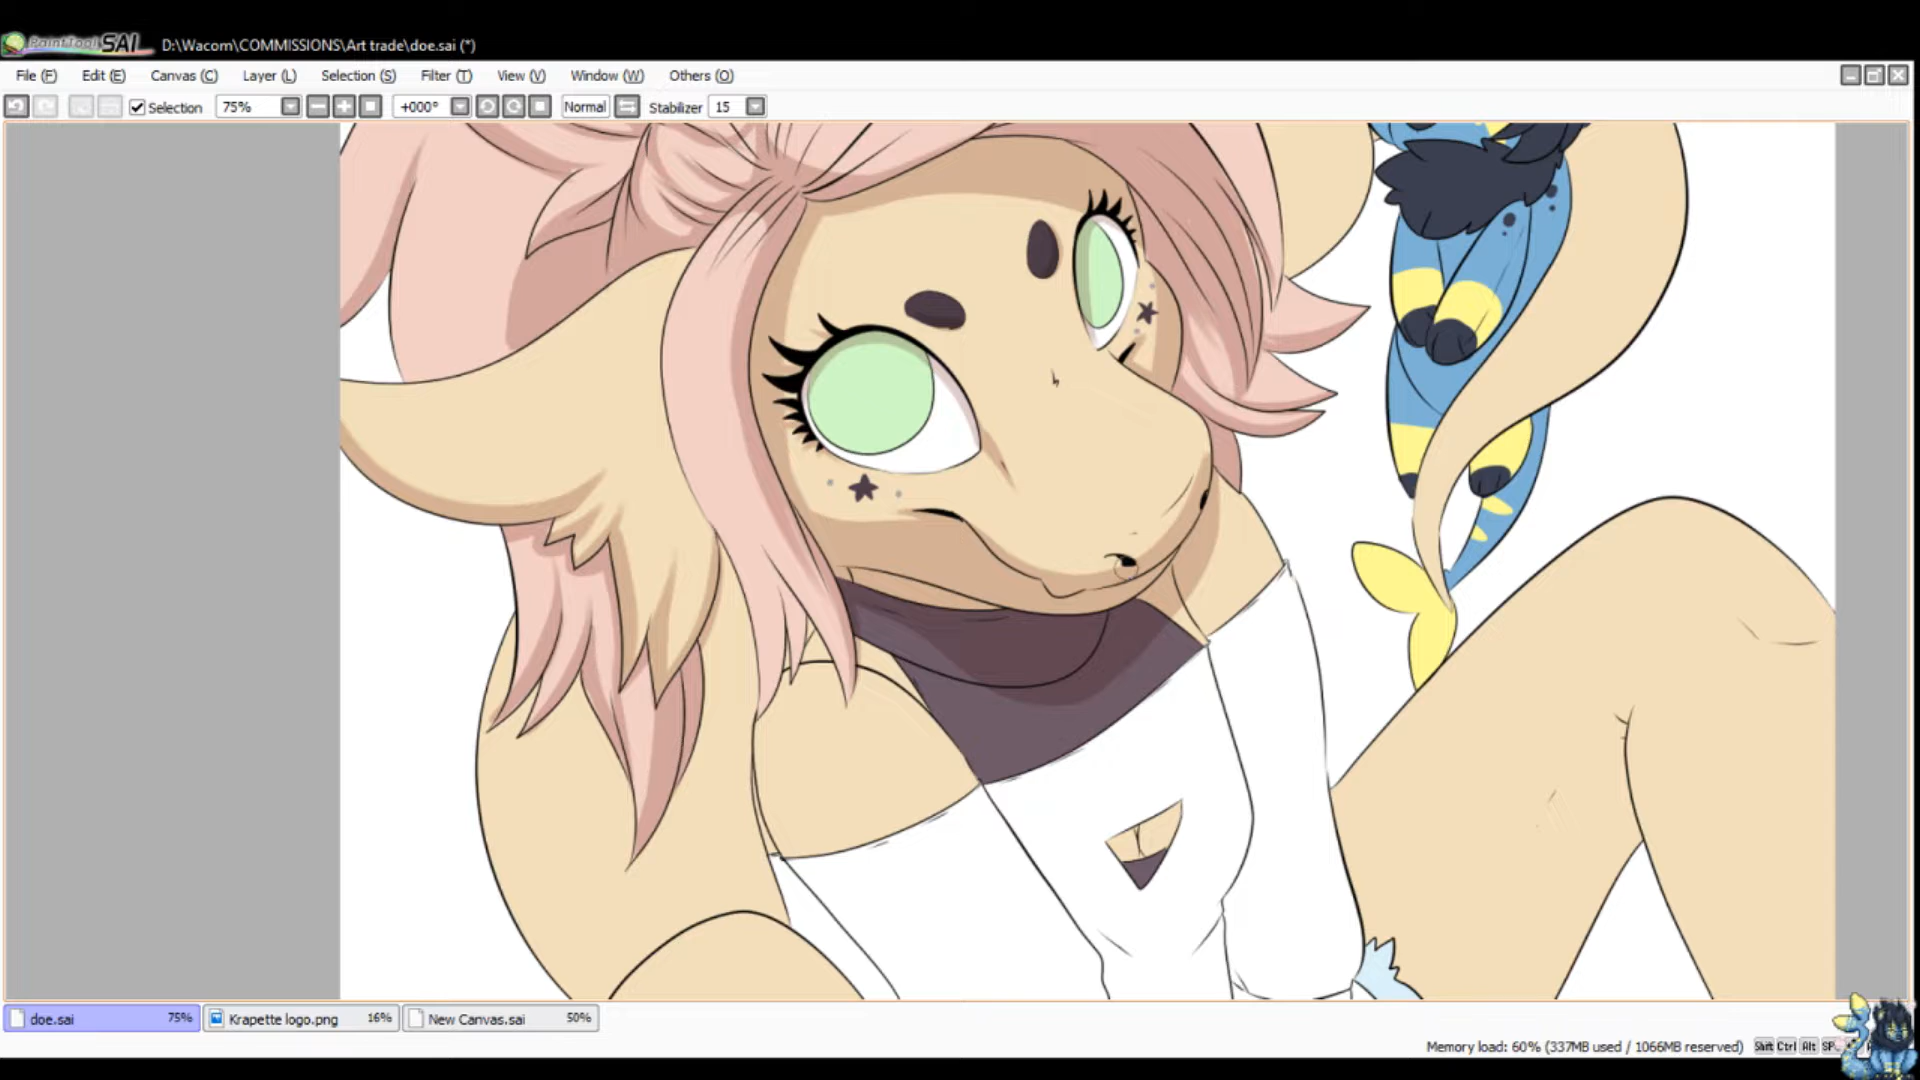 PaintTool SAI D:\Wacom\COMMISSIONS\Art trade\doe.sai (*)
File (F) Edit (E) Canvas (C) Layer (L) Selection (S) Filter (T) View (V) Window (W) Others (O)
Selection 75% +000° Normal Stabilizer 15
doe.sai 75% Krapette logo.png 16% New Canvas.sai 50%
Memory load: 60% (337MB used / 1066MB reserved) Shft Ctrl Alt